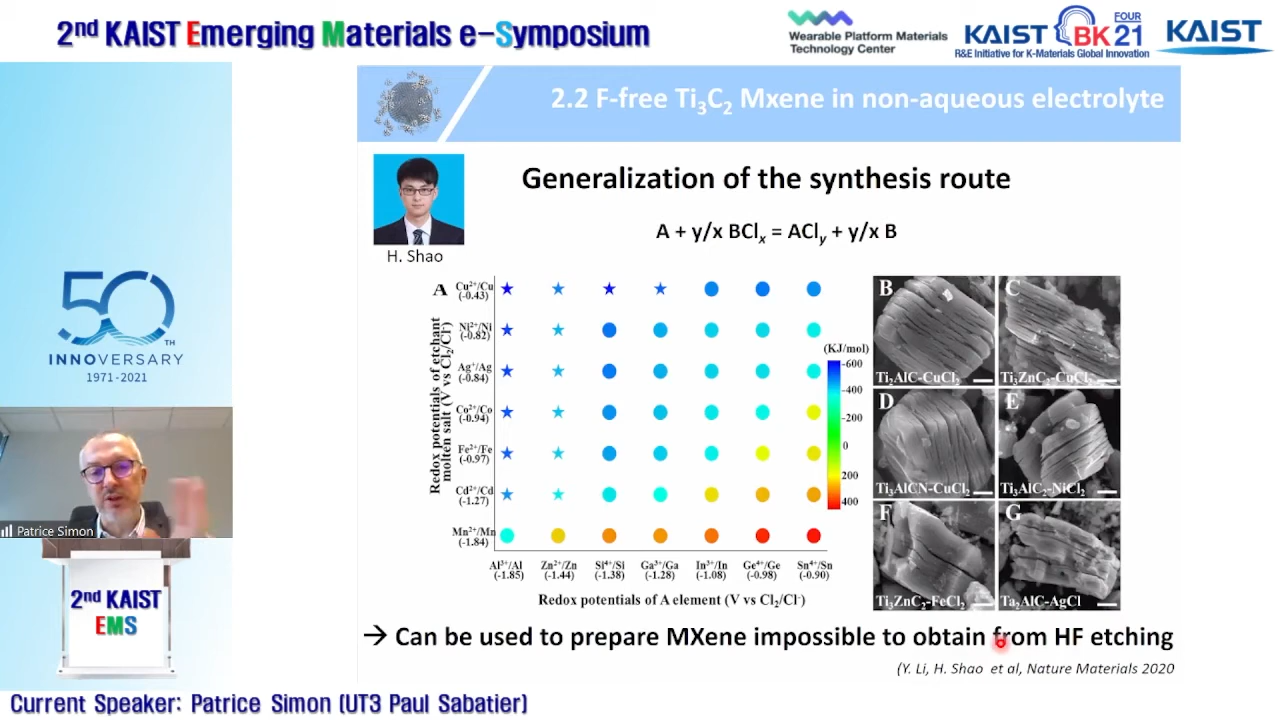 2nd KAIST Emerging Materials e-Symposium
Wearable Platform Materials
Technology Center
KAIST BK FOUR 21
R&E Initiative for K-Materials Global Innovation
KAIST
2.2 F-free Ti3C2 Mxene in non-aqueous electrolyte
H. Shao
Generalization of the synthesis route
A + y/x BClx = ACly + y/x B
A
Redox potentials of etchant
molten salt (V vs Cl2/Cl-)
Cu2+/Cu
(-0.43)
Ni2+/Ni
(-0.82)
Ag+/Ag
(-0.84)
Co2+/Co
(-0.94)
Fe2+/Fe
(-0.97)
Cd2+/Cd
(-1.27)
Mn2+/Mn
(-1.84)
Al3+/Al
(-1.85)
Zn2+/Zn
(-1.44)
Si4+/Si
(-1.38)
Ga3+/Ga
(-1.28)
In3+/In
(-1.08)
Ge4+/Ge
(-0.98)
Sn4+/Sn
(-0.90)
Redox potentials of A element (V vs Cl2/Cl-)
(KJ/mol)
-600
-400
-200
0
200
400
B
Ti2AlC-CuCl2
C
Ti3ZnC2-CuCl2
D
Ti3AlCN-CuCl2
E
Ti3AlC2-NiCl2
F
Ti3ZnC2-FeCl2
G
Ta2AlC-AgCl
→ Can be used to prepare MXene impossible to obtain from HF etching
(Y. Li, H. Shao et al, Nature Materials 2020
50TH
INNOVERSARY
1971-2021
Patrice Simon
2nd KAIST
EMS
Current Speaker: Patrice Simon (UT3 Paul Sabatier)